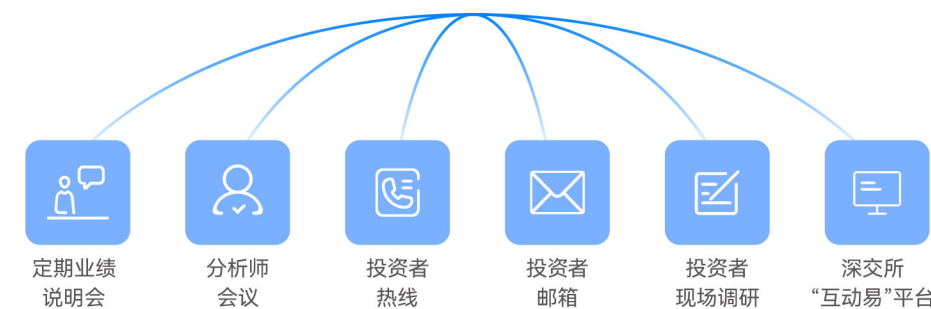 定期业绩
说明会
分析师
会议
投资者
热线
投资者
邮箱
投资者
现场调研
深交所
“互动易”平台